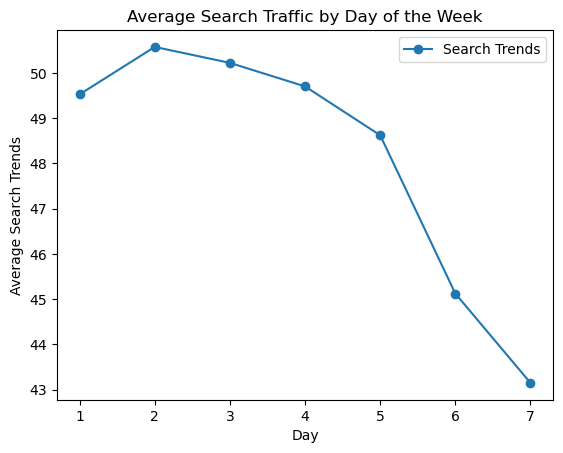 Average Search Traffic by Day of the Week
Search Trends
Average Search Trends
50
49
48
47
46
45
44
43
1 2 3 4 5 6 7
Day